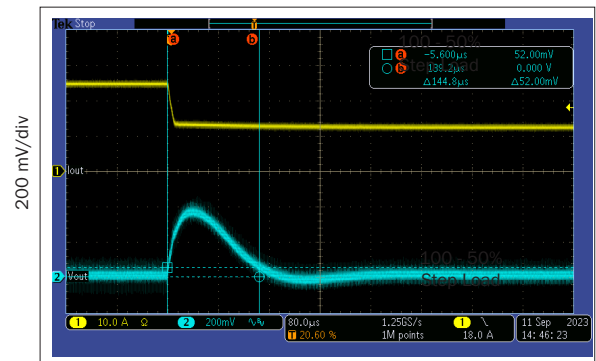 Tek Stop
T
a
b
100 - 50%
Step Load
a -5.600µs 52.00mV
b 139.2µs 0.000 V
Δ144.8µs Δ52.00mV
200 mV/div
1 Iout
100 - 50%
Step Load
2 Vout
1 10.0 A Ω 2 200mV 80.0µs 1.25GS/s 1 18.0 A 11 Sep 2023
T 20.60 % 1M points 14:46:23